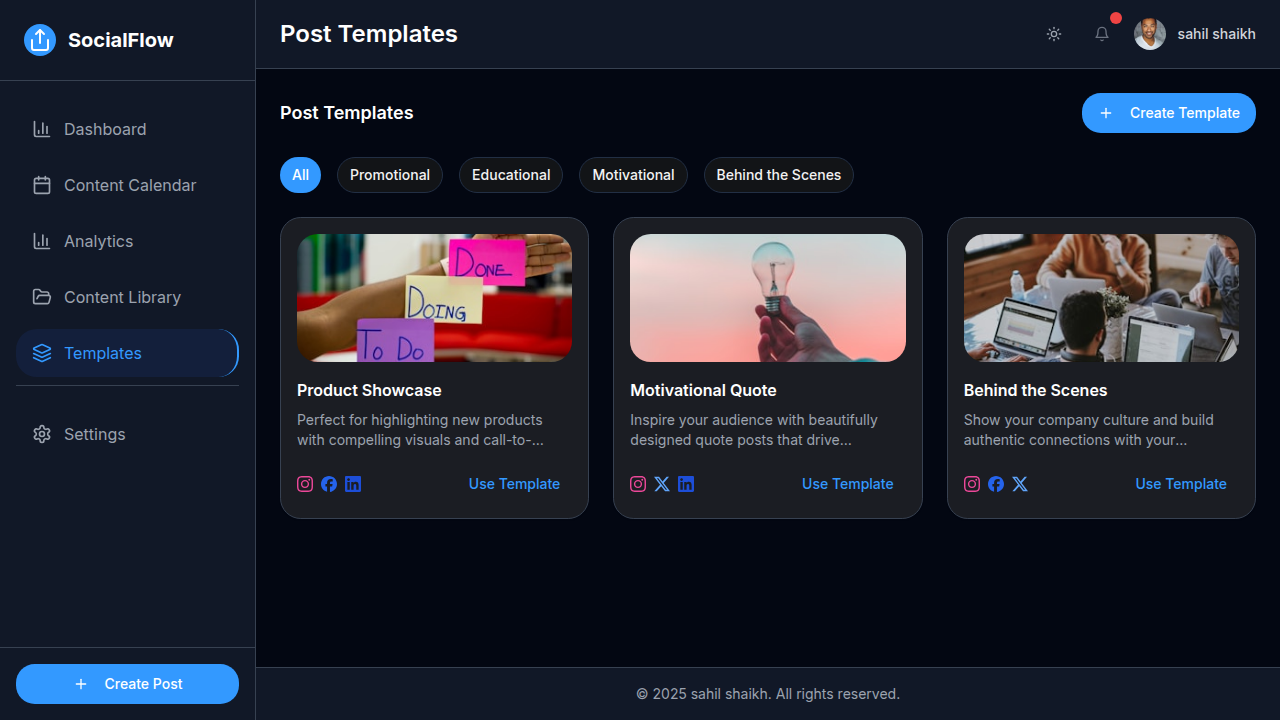 SocialFlow
Dashboard
Content Calendar
Analytics
Content Library
Templates
Settings
Create Post
Post Templates
sahil shaikh
Post Templates
Create Template
All
Promotional
Educational
Motivational
Behind the Scenes
DONE
DOING
TO DO
Product Showcase
Perfect for highlighting new products
with compelling visuals and call-to-...
Use Template
Motivational Quote
Inspire your audience with beautifully
designed quote posts that drive...
Use Template
Behind the Scenes
Show your company culture and build
authentic connections with your...
Use Template
© 2025 sahil shaikh. All rights reserved.